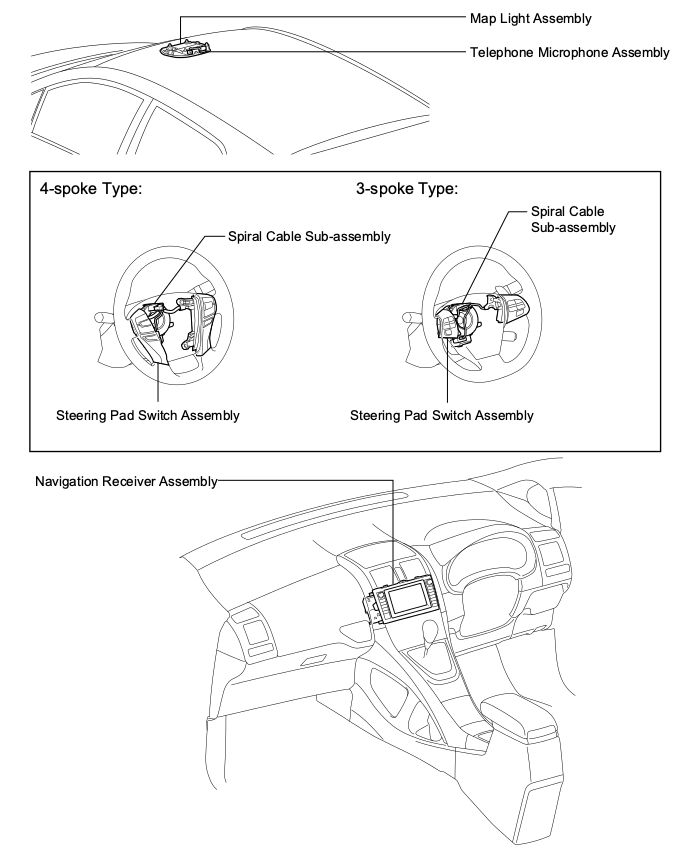 Map Light Assembly
Telephone Microphone Assembly
4-spoke Type:
3-spoke Type:
Spiral Cable Sub-assembly
Spiral Cable
Sub-assembly
Steering Pad Switch Assembly
Steering Pad Switch Assembly
Navigation Receiver Assembly